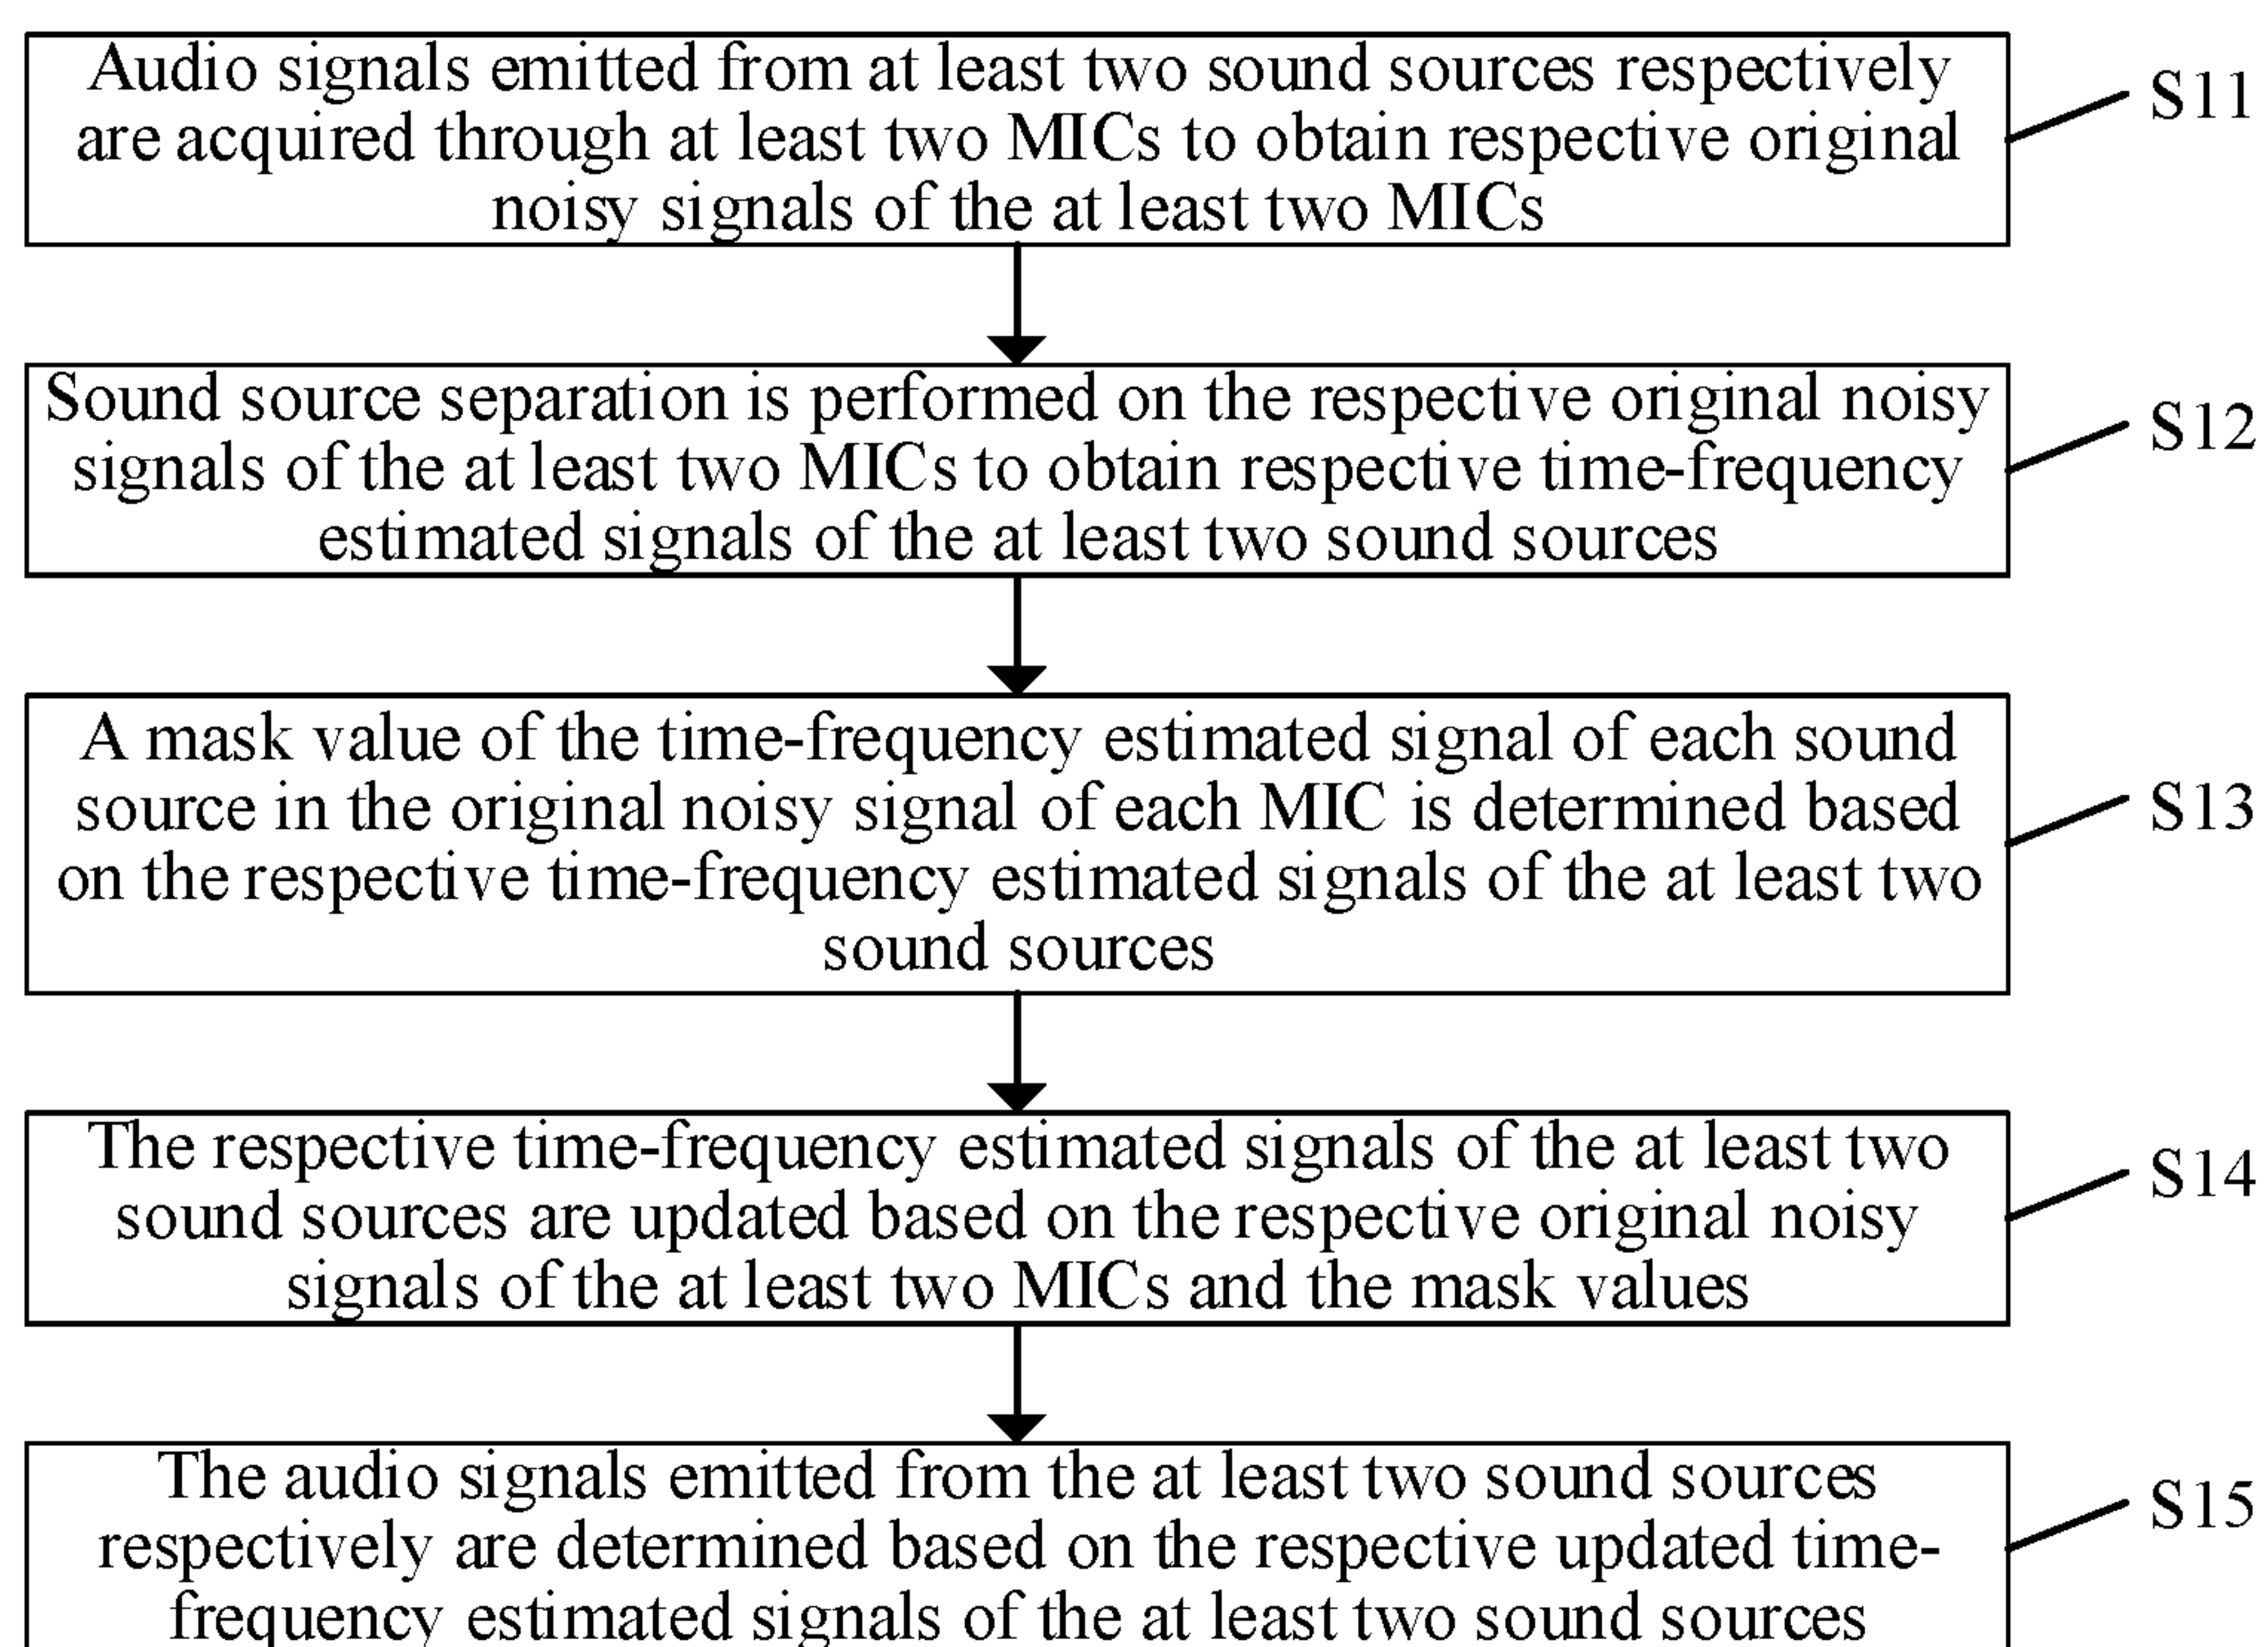 Audio signals emitted from at least two sound sources respectively
are acquired through at least two MICs to obtain respective original
noisy signals of the at least two MICs
S11
Sound source separation is performed on the respective original noisy
signals of the at least two MICs to obtain respective time-frequency
estimated signals of the at least two sound sources
S12
A mask value of the time-frequency estimated signal of each sound
source in the original noisy signal of each MIC is determined based
on the respective time-frequency estimated signals of the at least two
sound sources
S13
The respective time-frequency estimated signals of the at least two
sound sources are updated based on the respective original noisy
signals of the at least two MICs and the mask values
S14
The audio signals emitted from the at least two sound sources
respectively are determined based on the respective updated time-
frequency estimated signals of the at least two sound sources
S15